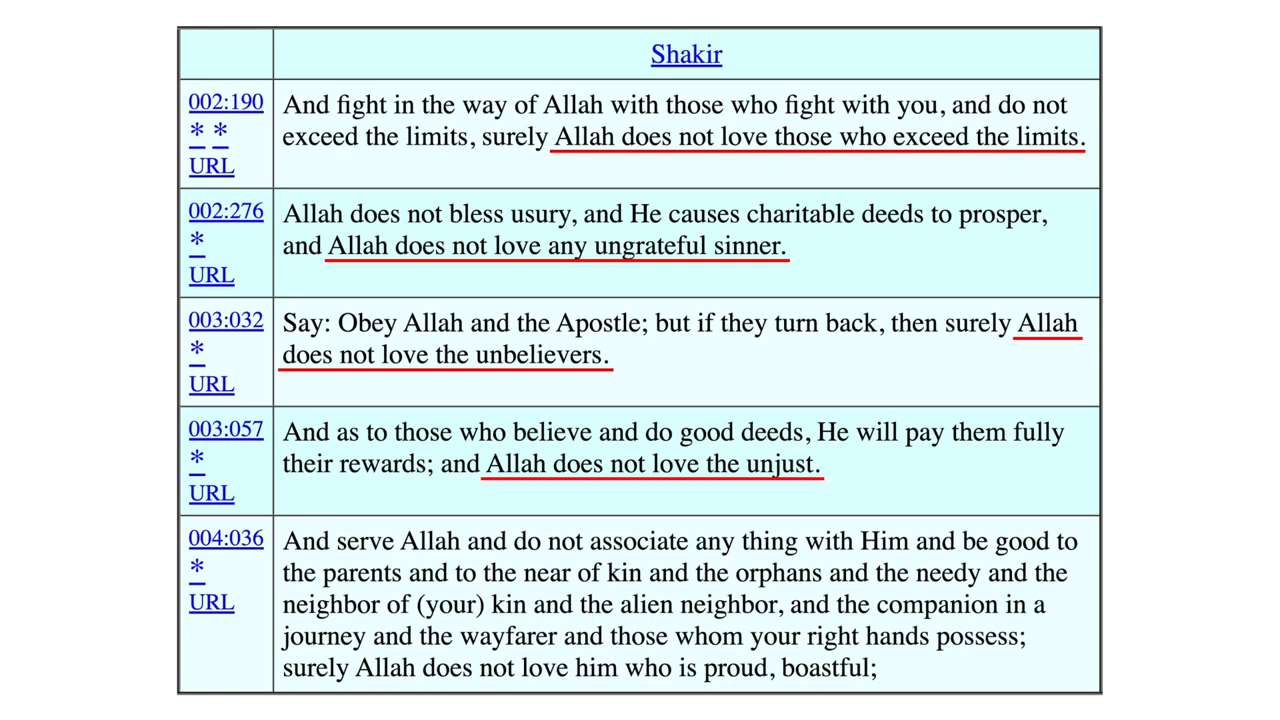 Shakir
002:190
* *
URL
And fight in the way of Allah with those who fight with you, and do not
exceed the limits, surely Allah does not love those who exceed the limits.
002:276
*
URL
Allah does not bless usury, and He causes charitable deeds to prosper,
and Allah does not love any ungrateful sinner.
003:032
*
URL
Say: Obey Allah and the Apostle; but if they turn back, then surely Allah
does not love the unbelievers.
003:057
*
URL
And as to those who believe and do good deeds, He will pay them fully
their rewards; and Allah does not love the unjust.
004:036
*
URL
And serve Allah and do not associate any thing with Him and be good to
the parents and to the near of kin and the orphans and the needy and the
neighbor of (your) kin and the alien neighbor, and the companion in a
journey and the wayfarer and those whom your right hands possess;
surely Allah does not love him who is proud, boastful;